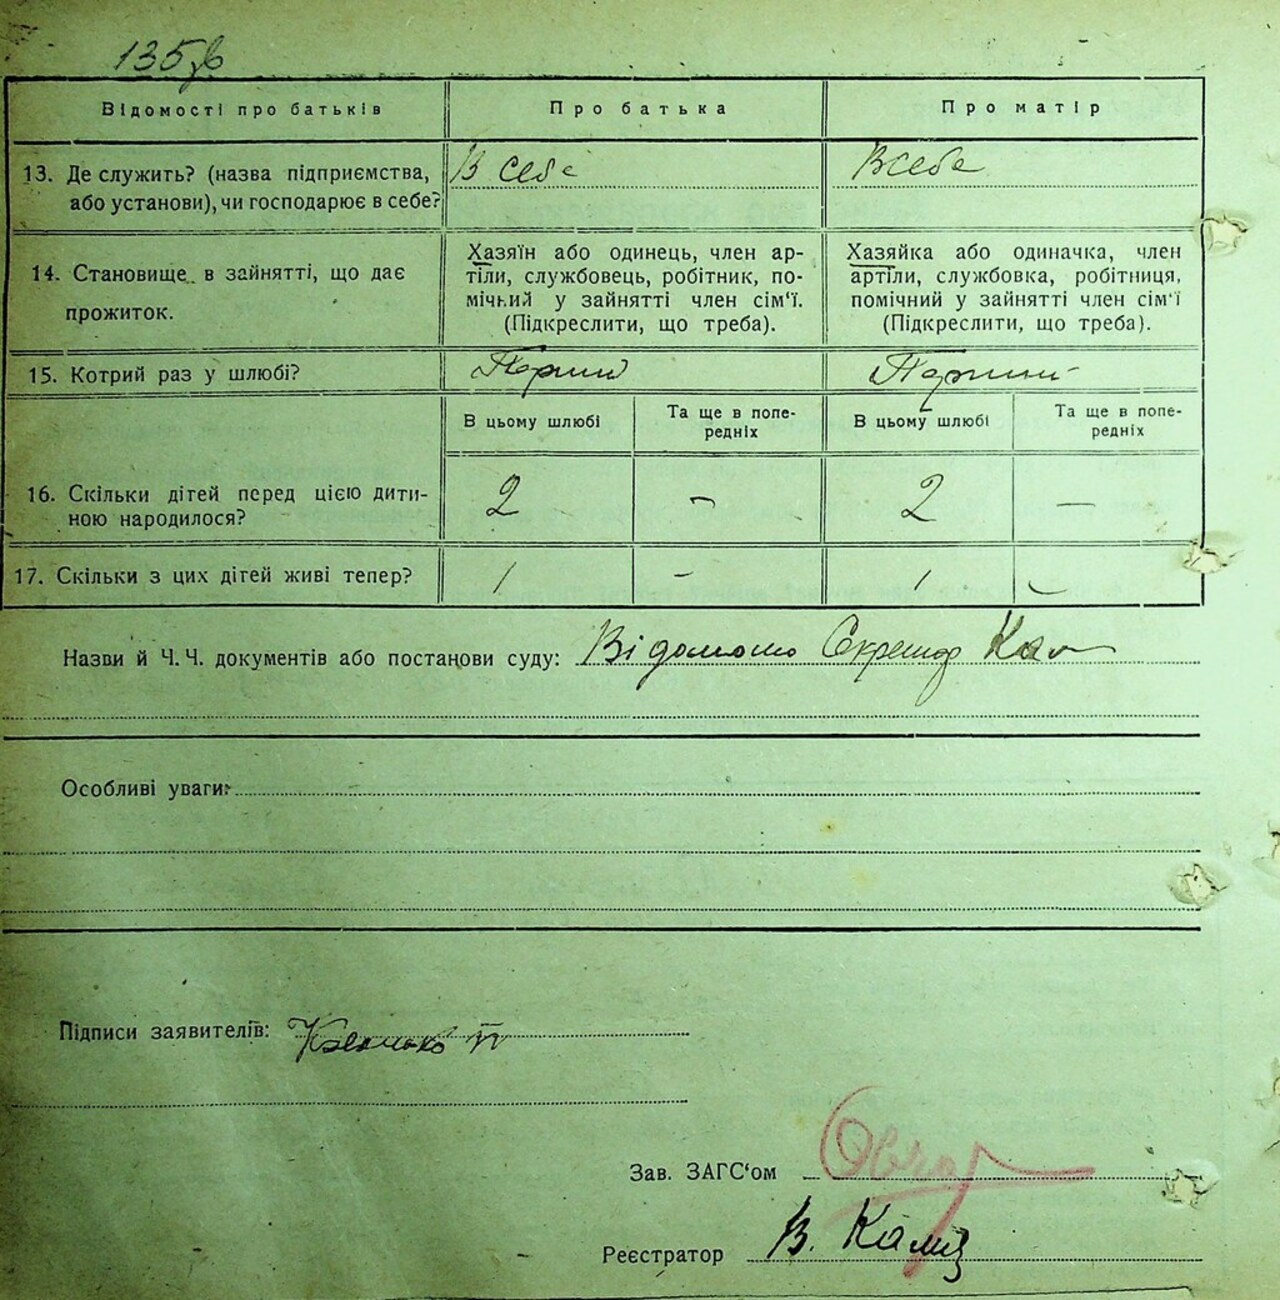 135
Відомості про батьків
Про батька
Про матір
13. Де служить? (назва підприємства,
або установи), чи господарює в себе?
В себе
В себе
14. Становище в зайнятті, що дає
прожиток.
Хазяїн або одинець, член ар-
тіли, службовець, робітник, по-
мічний у зайнятті член сім'ї.
(Підкреслити, що треба).
Хазяйка або одиначка, член
артіли, службовка, робітниця,
помічний у зайнятті член сім'ї
(Підкреслити, що треба).
15. Котрий раз у шлюбі?
Перший
Перший
В цьому шлюбі
Та ще в попе-
редніх
В цьому шлюбі
Та ще в попе-
редніх
16. Скільки дітей перед цією дити-
ною народилося?
2
—
2
—
17. Скільки з цих дітей живі тепер?
1
—
1
—
Назви й Ч. Ч. документів або постанови суду: Відомомо Секретар
Особливі уваги:
Підписи заявителів:
Зав. ЗАГС'ом
Реєстратор В.